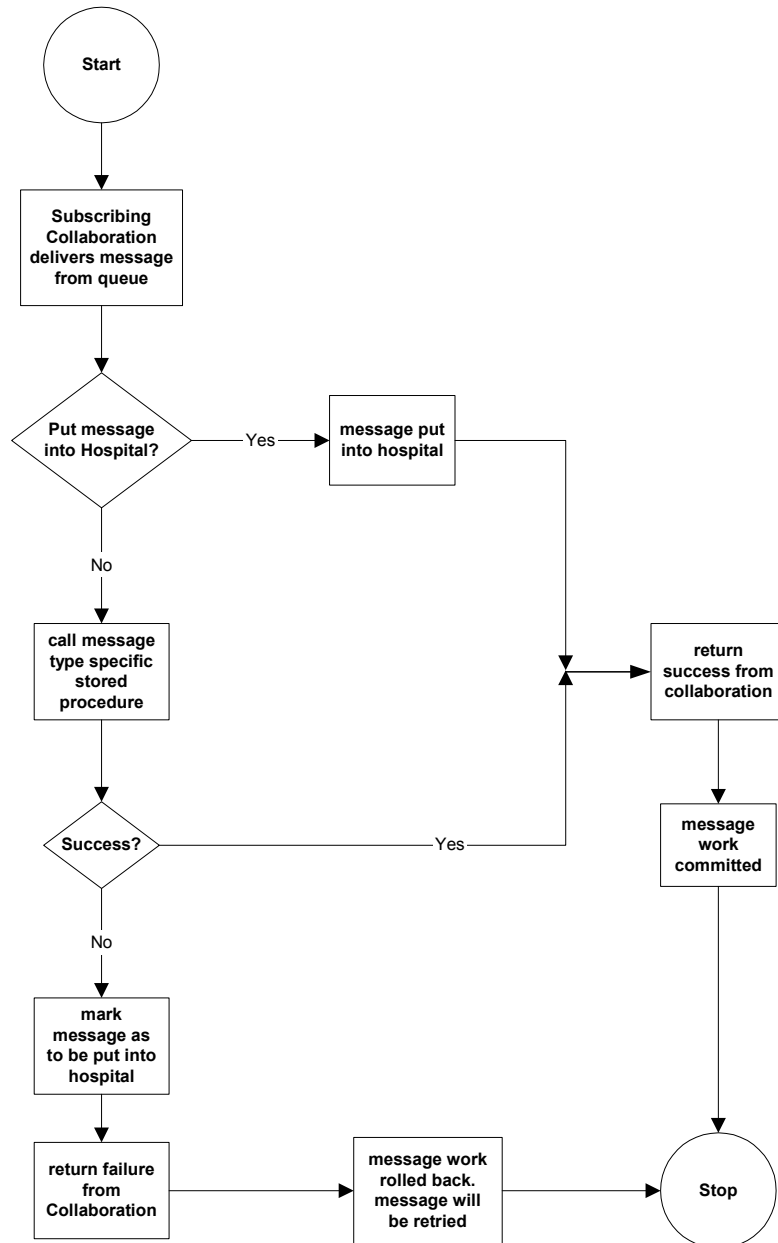 Start
Subscribing
Collaboration
delivers message
from queue
Put message
into Hospital?
Yes
message put
into hospital
No
call message
type specific
stored
procedure
return
success from
collaboration
Success?
Yes
message
work
committed
No
mark
message as
to be put into
hospital
return failure
from
Collaboration
message work
rolled back.
message will
be retried
Stop